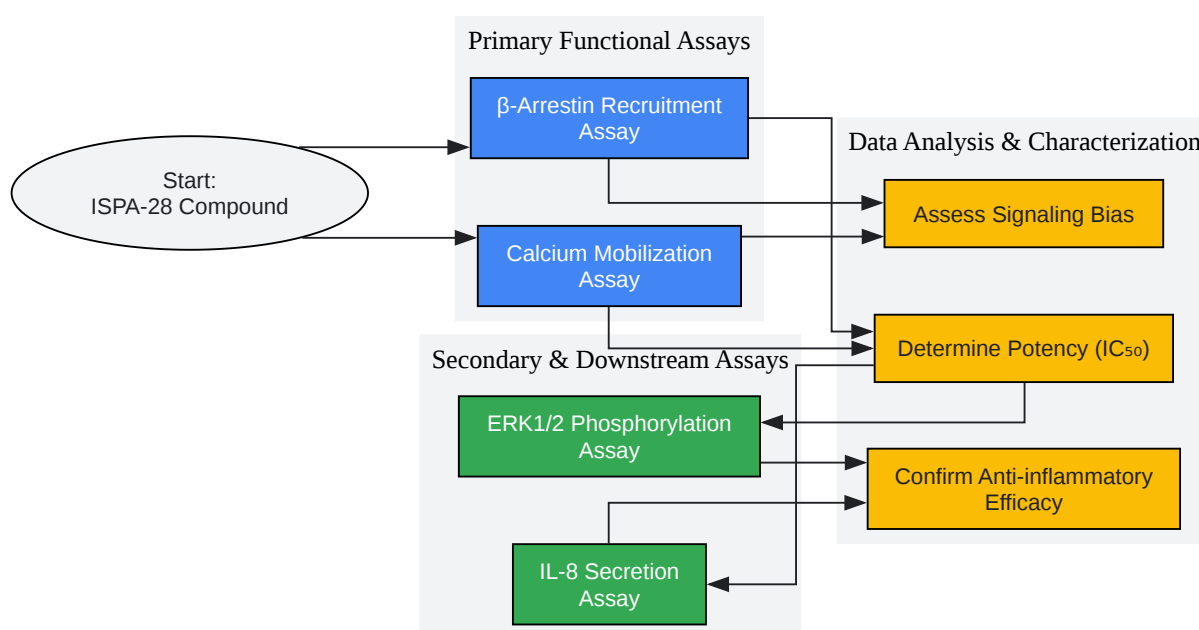 Primary Functional Assays
β-Arrestin Recruitment
Assay
Start:
ISPA-28 Compound
Calcium Mobilization
Assay
Data Analysis & Characterization
Assess Signaling Bias
Determine Potency (IC₅₀)
Secondary & Downstream Assays
ERK1/2 Phosphorylation
Assay
Confirm Anti-inflammatory
Efficacy
IL-8 Secretion
Assay